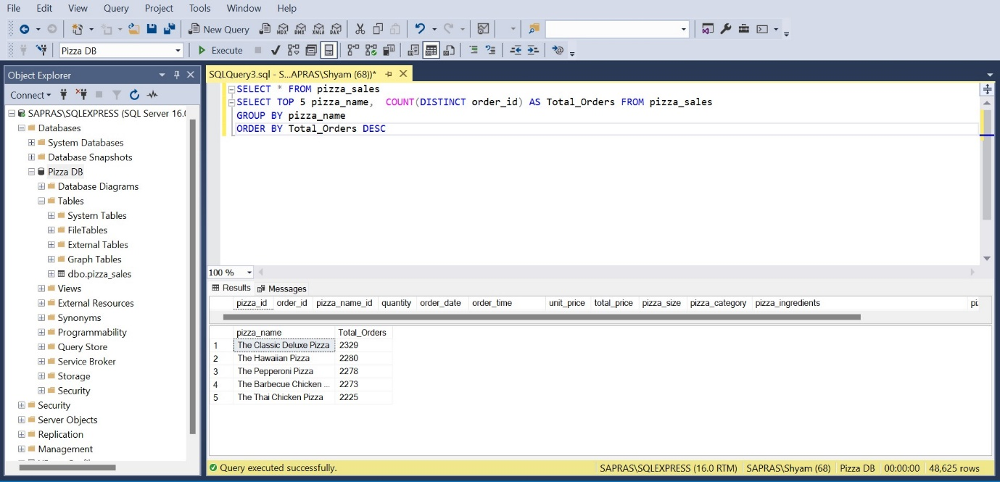 File Edit View Query Project Tools Window Help
New Query MDX DMX XMLA DAX
Pizza DB Execute
Object Explorer
Connect
SAPRAS\SQLEXPRESS (SQL Server 16.
Databases
System Databases
Database Snapshots
Pizza DB
Database Diagrams
Tables
System Tables
FileTables
External Tables
Graph Tables
dbo.pizza_sales
Views
External Resources
Synonyms
Programmability
Query Store
Service Broker
Storage
Security
Security
Server Objects
Replication
Management
SQLQuery3.sql - S...APRAS\Shyam (68))*
SELECT * FROM pizza_sales
SELECT TOP 5 pizza_name, COUNT(DISTINCT order_id) AS Total_Orders FROM pizza_sales
GROUP BY pizza_name
ORDER BY Total_Orders DESC
100 %
Results Messages
pizza_id order_id pizza_name_id quantity order_date order_time unit_price total_price pizza_size pizza_category pizza_ingredients
pizza_name Total_Orders
1 The Classic Deluxe Pizza 2329
2 The Hawaiian Pizza 2280
3 The Pepperoni Pizza 2278
4 The Barbecue Chicken ... 2273
5 The Thai Chicken Pizza 2225
Query executed successfully. SAPRAS\SQLEXPRESS (16.0 RTM) SAPRAS\Shyam (68) Pizza DB 00:00:00 48,625 rows